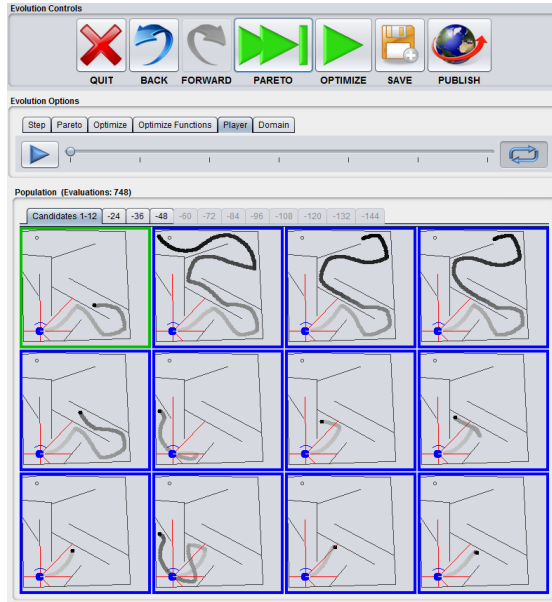 Evolution Controls
QUIT BACK FORWARD PARETO OPTIMIZE SAVE PUBLISH
Evolution Options
Step Pareto Optimize Optimize Functions Player Domain
Population (Evaluations: 748)
Candidates 1-12 -24 -36 -48 -60 -72 -84 -96 -108 -120 -132 -144